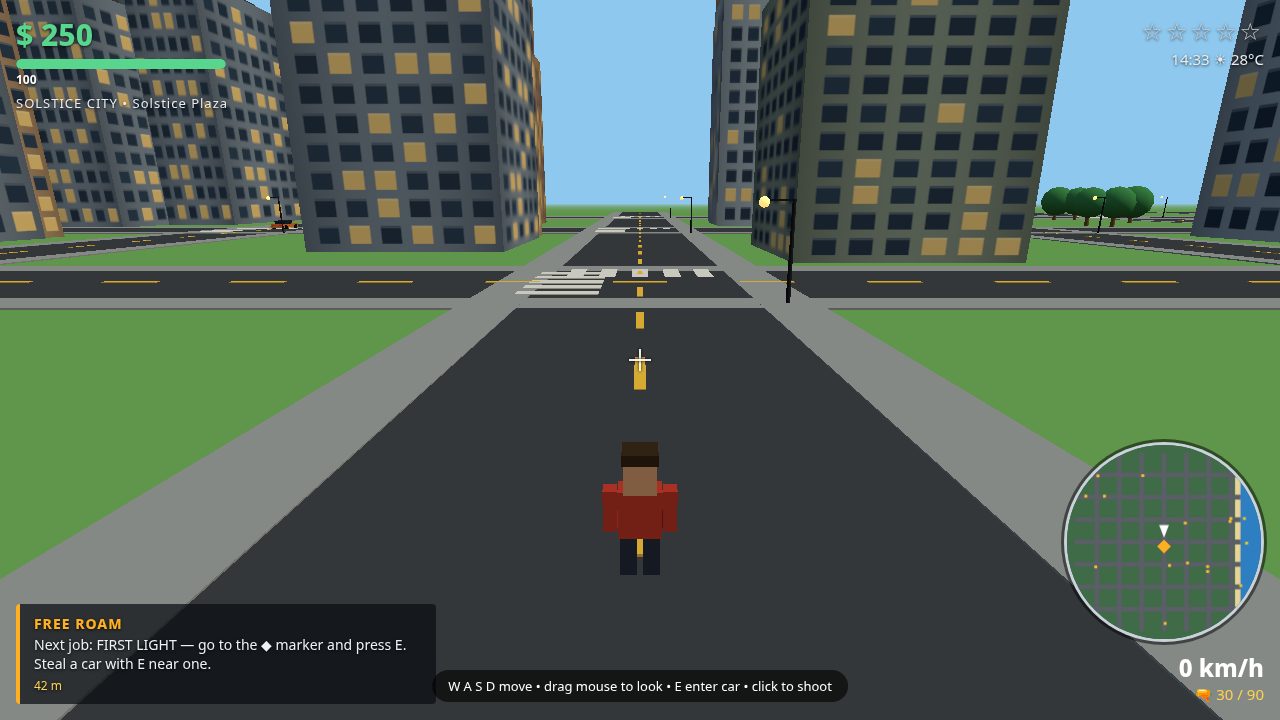 $ 250
100
SOLSTICE CITY • Solstice Plaza
14:33 ☀ 28°C
FREE ROAM
Next job: FIRST LIGHT — go to the ◆ marker and press E.
Steal a car with E near one.
42 m
W A S D move • drag mouse to look • E enter car • click to shoot
0 km/h
30 / 90